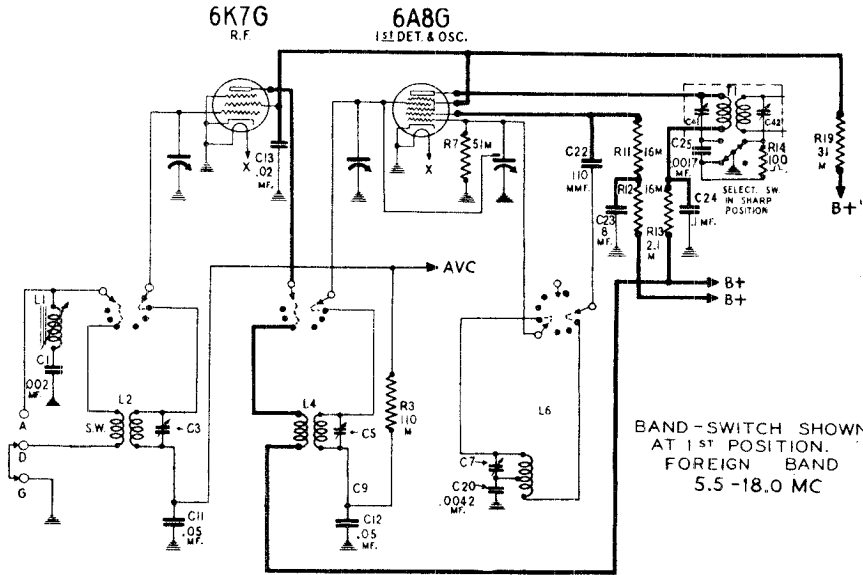 6K7G
R.F.
6A8G
1ST DET. & OSC.
X
C13
.02
MF.
X
R7
51M
C22
110
MMF.
R11
16M
R12
16M
C23
8
MF.
R13
2.1
M
C24
.1MF.
T1
C41
C42
C25
.0017
MF.
R14
100
SELECT. SW.
IN SHARP
POSITION
R19
31
M
B+
AVC
B+
B+
L1
C1
.002
MF.
A
D
G
L2
S.W.
C3
C11
.05
MF.
L4
C5
R3
110
M
C9
C12
.05
MF.
L6
C7
C20
.0042
MF.
BAND-SWITCH SHOWN
AT 1ST POSITION.
FOREIGN BAND
5.5-18.0 MC